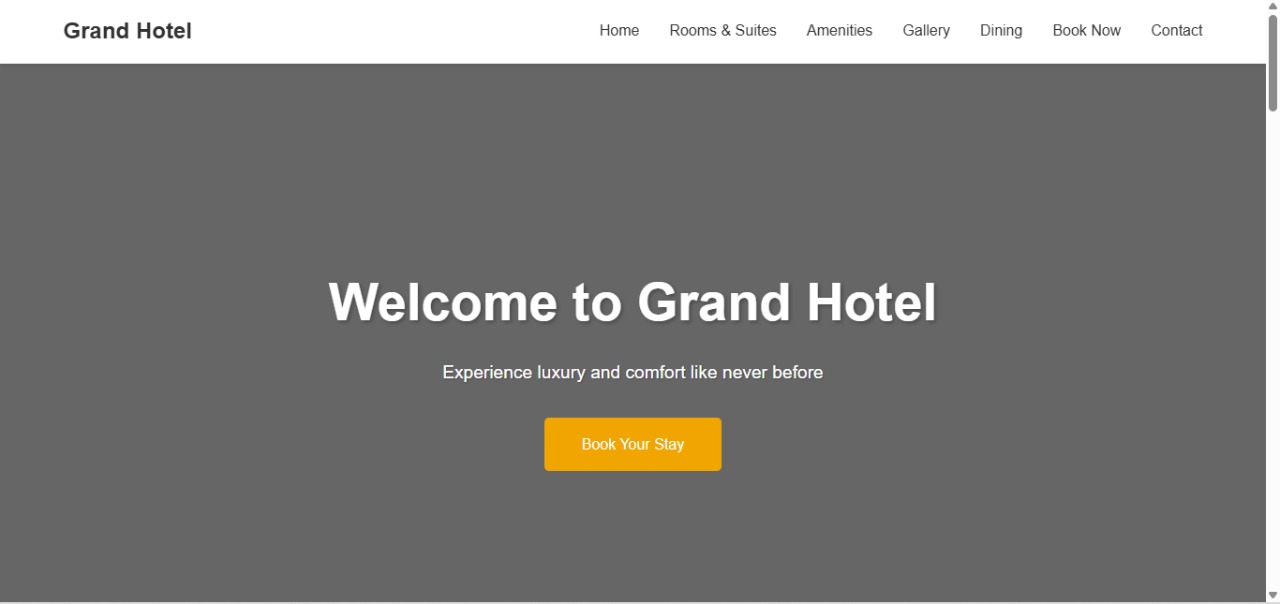 Grand Hotel
Home Rooms & Suites Amenities Gallery Dining Book Now Contact
Welcome to Grand Hotel
Experience luxury and comfort like never before
Book Your Stay